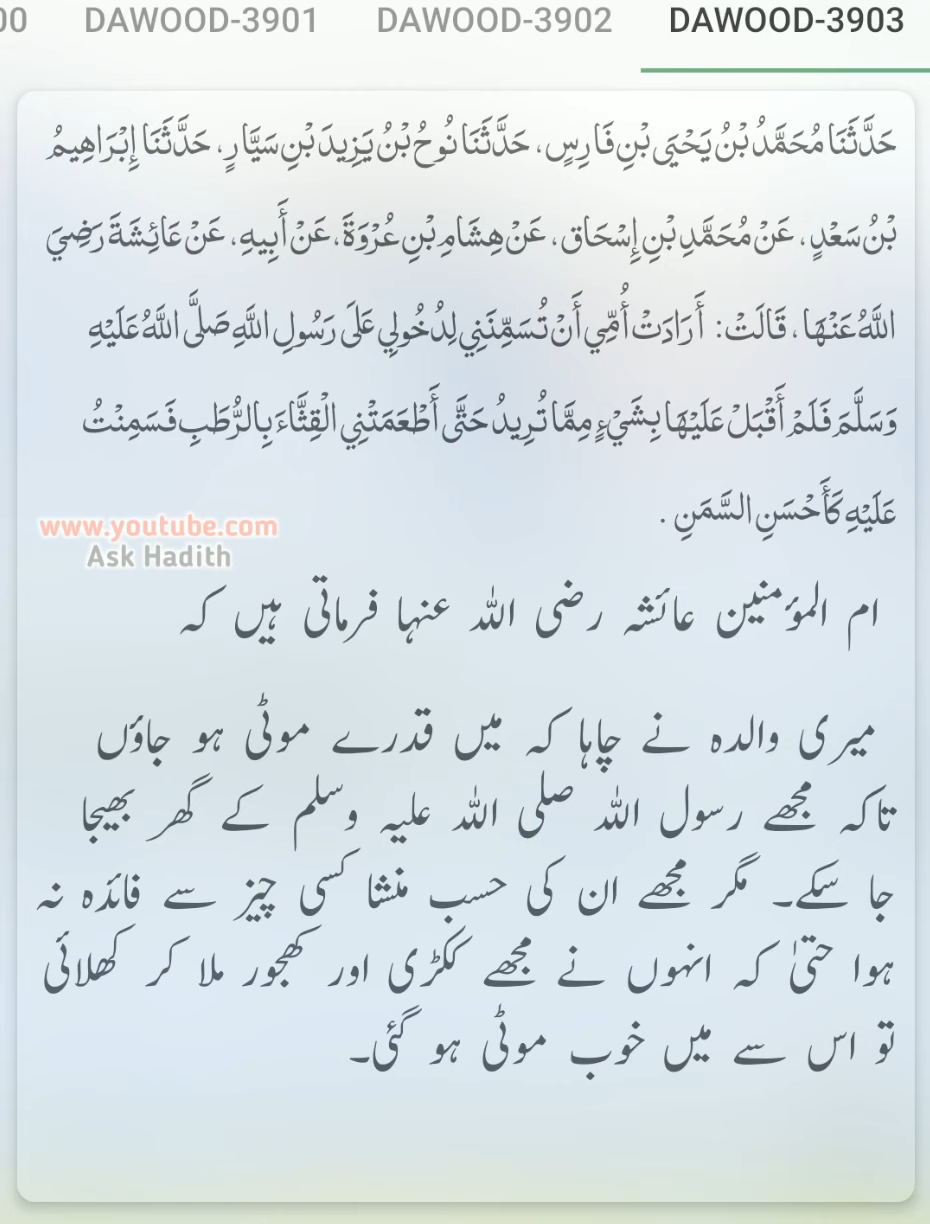 00 DAWOOD-3901 DAWOOD-3902 DAWOOD-3903
حَدَّثَنَا مُحَمَّدُ بْنُ يَحْيَى بْنِ فَارِسٍ، حَدَّثَنَا نُوحُ بْنُ يَزِيدَ بْنِ سَيَّارٍ، حَدَّثَنَا إِبْرَاهِيمُ
بْنُ سَعْدٍ، عَنْ مُحَمَّدِ بْنِ إِسْحَاق، عَنْ هِشَامِ بْنِ عُرْوَةَ، عَنْ أَبِيهِ، عَنْ عَائِشَةَ رَضِيَ
اللَّهُ عَنْهَا، قَالَتْ: أَرَادَتْ أُمِّي أَنْ تُسَمِّنَنِي لِدُخُولِي عَلَى رَسُولِ اللَّهِ صَلَّى اللَّهُ عَلَيْهِ
وَسَلَّمَ فَلَمْ أَقْبَلْ عَلَيْهَا بِشَيْءٍ مِمَّا تُرِيدُ حَتَّى أَطْعَمَتْنِي الْقِثَّاءَ بِالرُّطَبِ فَسَمِنْتُ
عَلَيْهِ كَأَحْسَنِ السَّمَنِ .
www.youtube.com
Ask Hadith
ام المؤمنین عائشہ رضی اللہ عنہا فرماتی ہیں کہ
میری والدہ نے چاہا کہ میں قدرے موٹی ہو جاؤں
تاکہ مجھے رسول اللہ صلی اللہ علیہ وسلم کے گھر بھیجا
جا سکے۔ مگر مجھے ان کی حسب منشا کسی چیز سے فائدہ نہ
ہوا حتیٰ کہ انہوں نے مجھے ککڑی اور کھجور ملا کر کھلائی
تو اس سے میں خوب موٹی ہو گئی۔